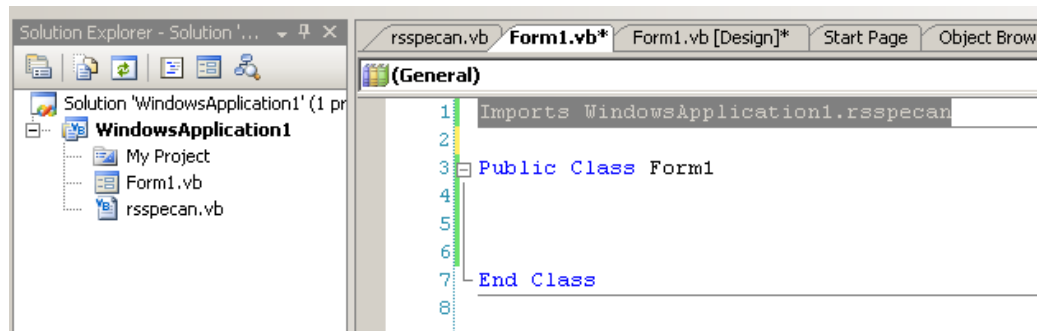 Solution Explorer - Solution '...
rsspecan.vb Form1.vb* Form1.vb [Design]* Start Page Object Brow
(General)
Solution 'WindowsApplication1' (1 pr
WindowsApplication1
My Project
Form1.vb
rsspecan.vb
1 Imports WindowsApplication1.rsspecan
2
3 Public Class Form1
4
5
6
7 End Class
8